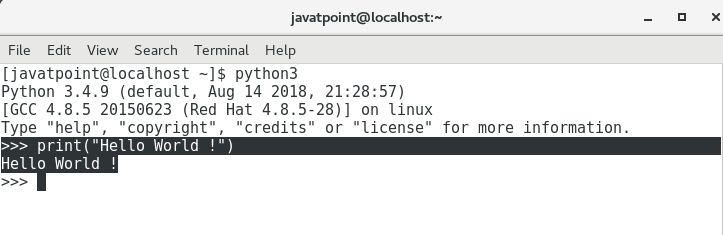 javatpoint@localhost:~
File Edit View Search Terminal Help
[javatpoint@localhost ~]$ python3
Python 3.4.9 (default, Aug 14 2018, 21:28:57)
[GCC 4.8.5 20150623 (Red Hat 4.8.5-28)] on linux
Type "help", "copyright", "credits" or "license" for more information.
>>> print("Hello World !")
Hello World !
>>>